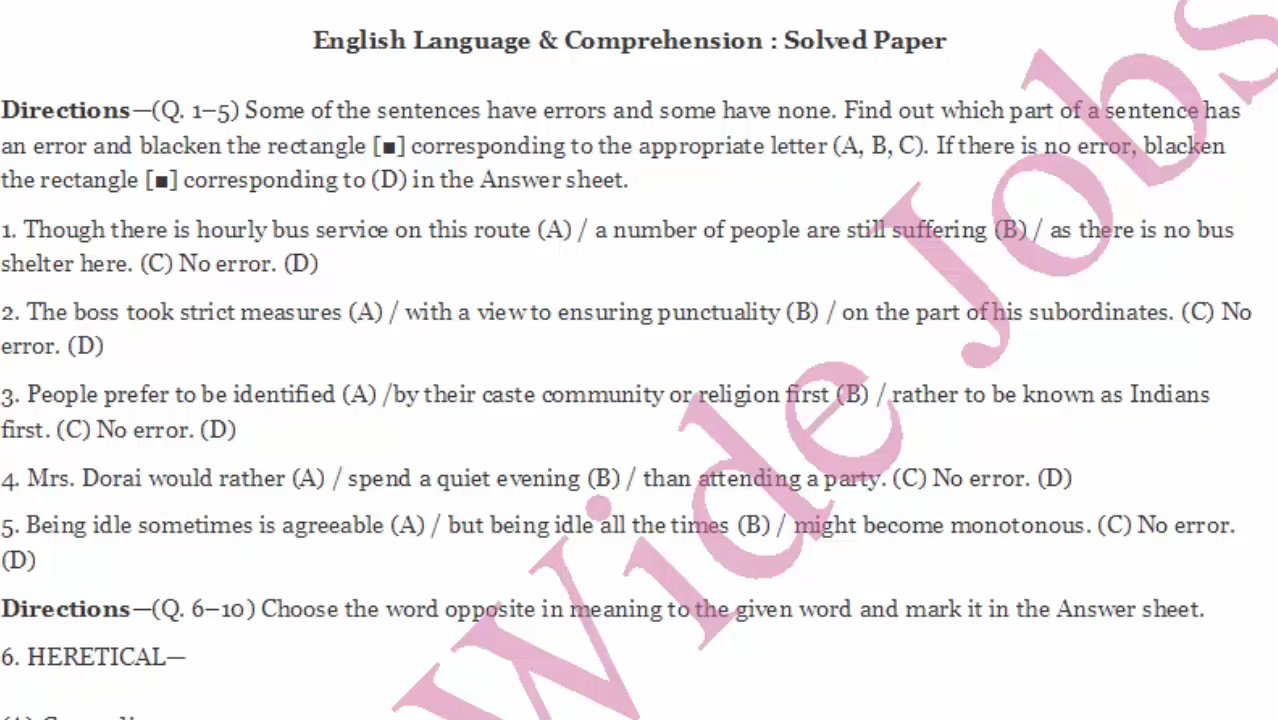 English Language & Comprehension : Solved Paper
Directions—(Q. 1–5) Some of the sentences have errors and some have none. Find out which part of a sentence has
an error and blacken the rectangle [■] corresponding to the appropriate letter (A, B, C). If there is no error, blacken
the rectangle [■] corresponding to (D) in the Answer sheet.
1. Though there is hourly bus service on this route (A) / a number of people are still suffering (B) / as there is no bus
shelter here. (C) No error. (D)
2. The boss took strict measures (A) / with a view to ensuring punctuality (B) / on the part of his subordinates. (C) No
error. (D)
3. People prefer to be identified (A) /by their caste community or religion first (B) / rather to be known as Indians
first. (C) No error. (D)
4. Mrs. Dorai would rather (A) / spend a quiet evening (B) / than attending a party. (C) No error. (D)
5. Being idle sometimes is agreeable (A) / but being idle all the times (B) / might become monotonous. (C) No error.
(D)
Directions—(Q. 6–10) Choose the word opposite in meaning to the given word and mark it in the Answer sheet.
6. HERETICAL—
Wide Jobs